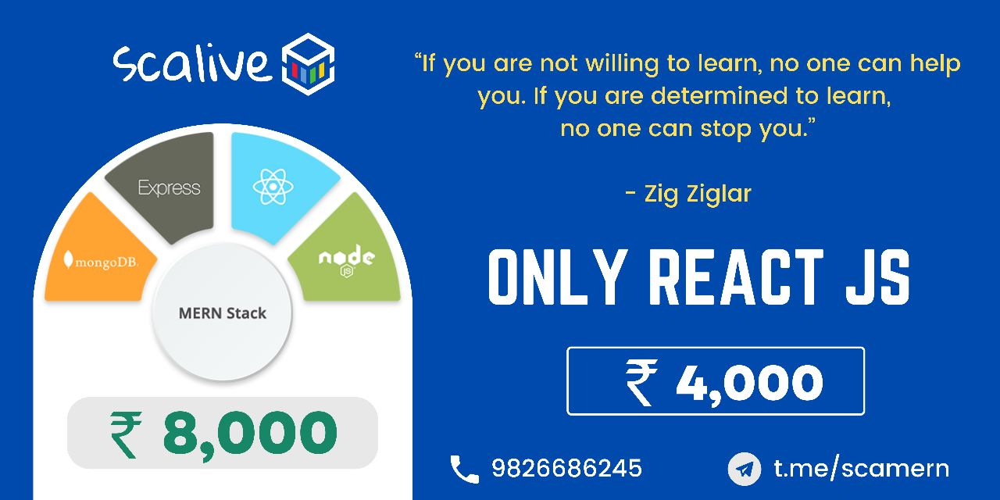 scalive
“If you are not willing to learn, no one can help
you. If you are determined to learn,
no one can stop you.”
- Zig Ziglar
Express
mongoDB.
node
JS
MERN Stack
₹ 8,000
ONLY REACT JS
₹ 4,000
9826686245
t.me/scamern